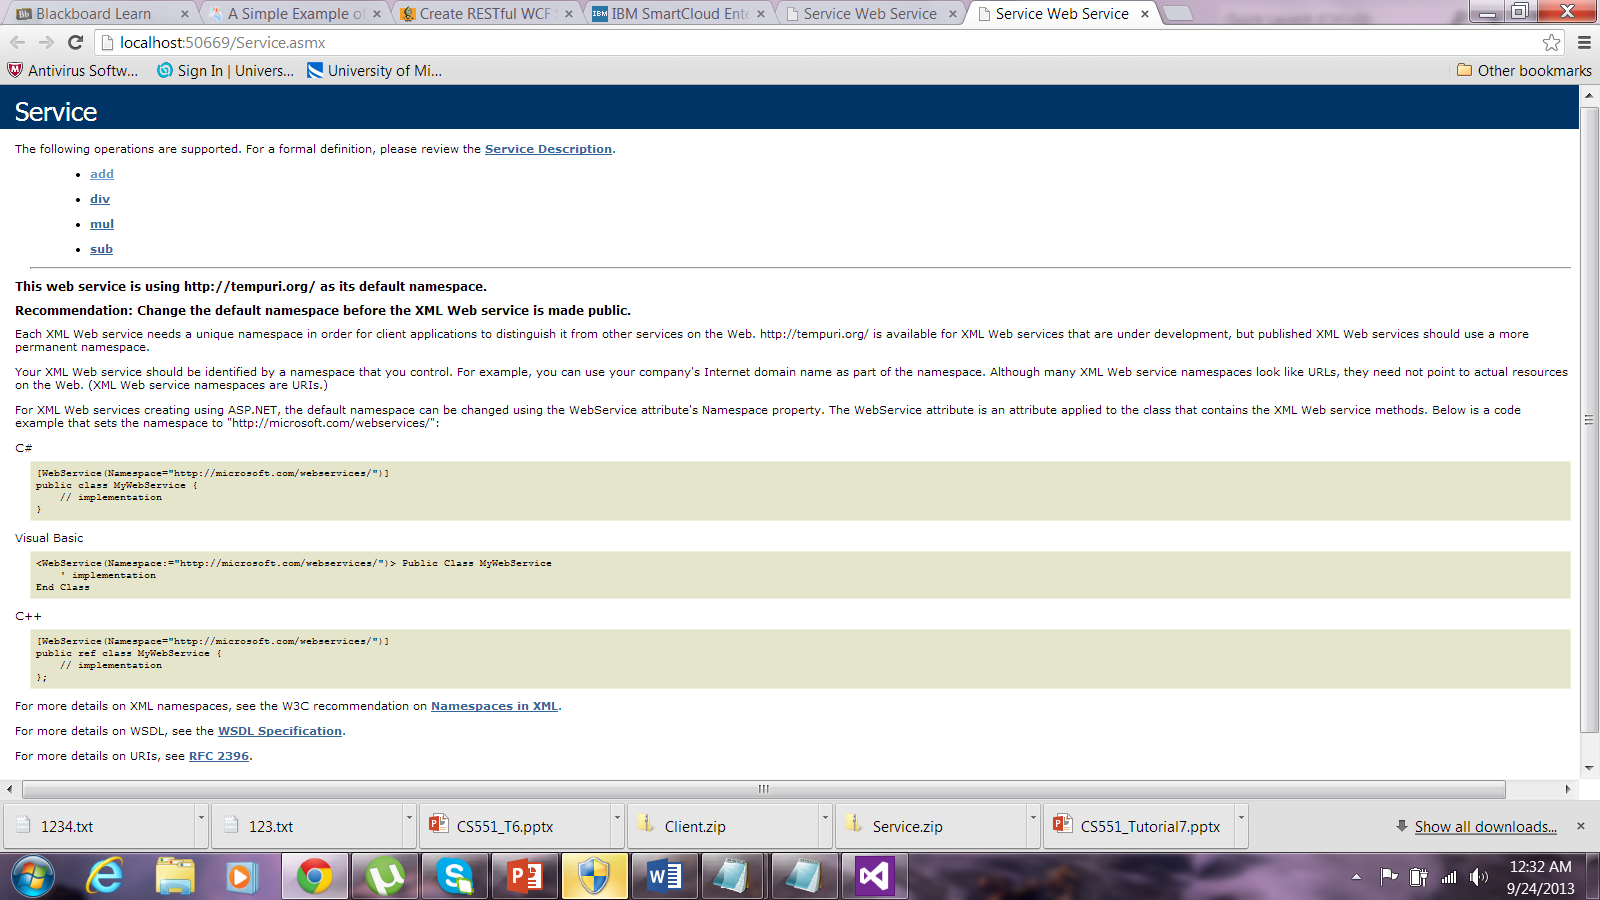 Blackboard Learn
A Simple Example of
Create RESTful WCF
IBM SmartCloud Ente
Service Web Service
Service Web Service
localhost:50669/Service.asmx
Antivirus Softw...
Sign In | Univers...
University of Mi...
Other bookmarks
Service
The following operations are supported. For a formal definition, please review the Service Description.
add
div
mul
sub
This web service is using http://tempuri.org/ as its default namespace.
Recommendation: Change the default namespace before the XML Web service is made public.
Each XML Web service needs a unique namespace in order for client applications to distinguish it from other services on the Web. http://tempuri.org/ is available for XML Web services that are under development, but published XML Web services should use a more
permanent namespace.
Your XML Web service should be identified by a namespace that you control. For example, you can use your company's Internet domain name as part of the namespace. Although many XML Web service namespaces look like URLs, they need not point to actual resources
on the Web. (XML Web service namespaces are URIs.)
For XML Web services creating using ASP.NET, the default namespace can be changed using the WebService attribute's Namespace property. The WebService attribute is an attribute applied to the class that contains the XML Web service methods. Below is a code
example that sets the namespace to "http://microsoft.com/webservices/":
C#
[WebService(Namespace="http://microsoft.com/webservices/")]
public class MyWebService {
// implementation
}
Visual Basic
<WebService(Namespace:="http://microsoft.com/webservices/")> Public Class MyWebService
' implementation
End Class
C++
[WebService(Namespace="http://microsoft.com/webservices/")]
public ref class MyWebService {
// implementation
};
For more details on XML namespaces, see the W3C recommendation on Namespaces in XML.
For more details on WSDL, see the WSDL Specification.
For more details on URIs, see RFC 2396.
1234.txt
123.txt
CS551_T6.pptx
Client.zip
Service.zip
CS551_Tutorial7.pptx
Show all downloads...
12:32 AM
9/24/2013